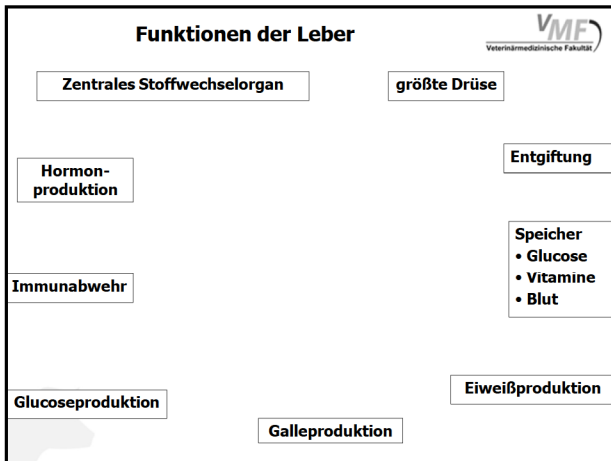 Funktionen der Leber
VMF
Veterinärmedizinische Fakultät
Zentrales Stoffwechselorgan
größte Drüse
Entgiftung
Hormon-
produktion
Speicher
• Glucose
• Vitamine
• Blut
Immunabwehr
Eiweißproduktion
Glucoseproduktion
Galleproduktion